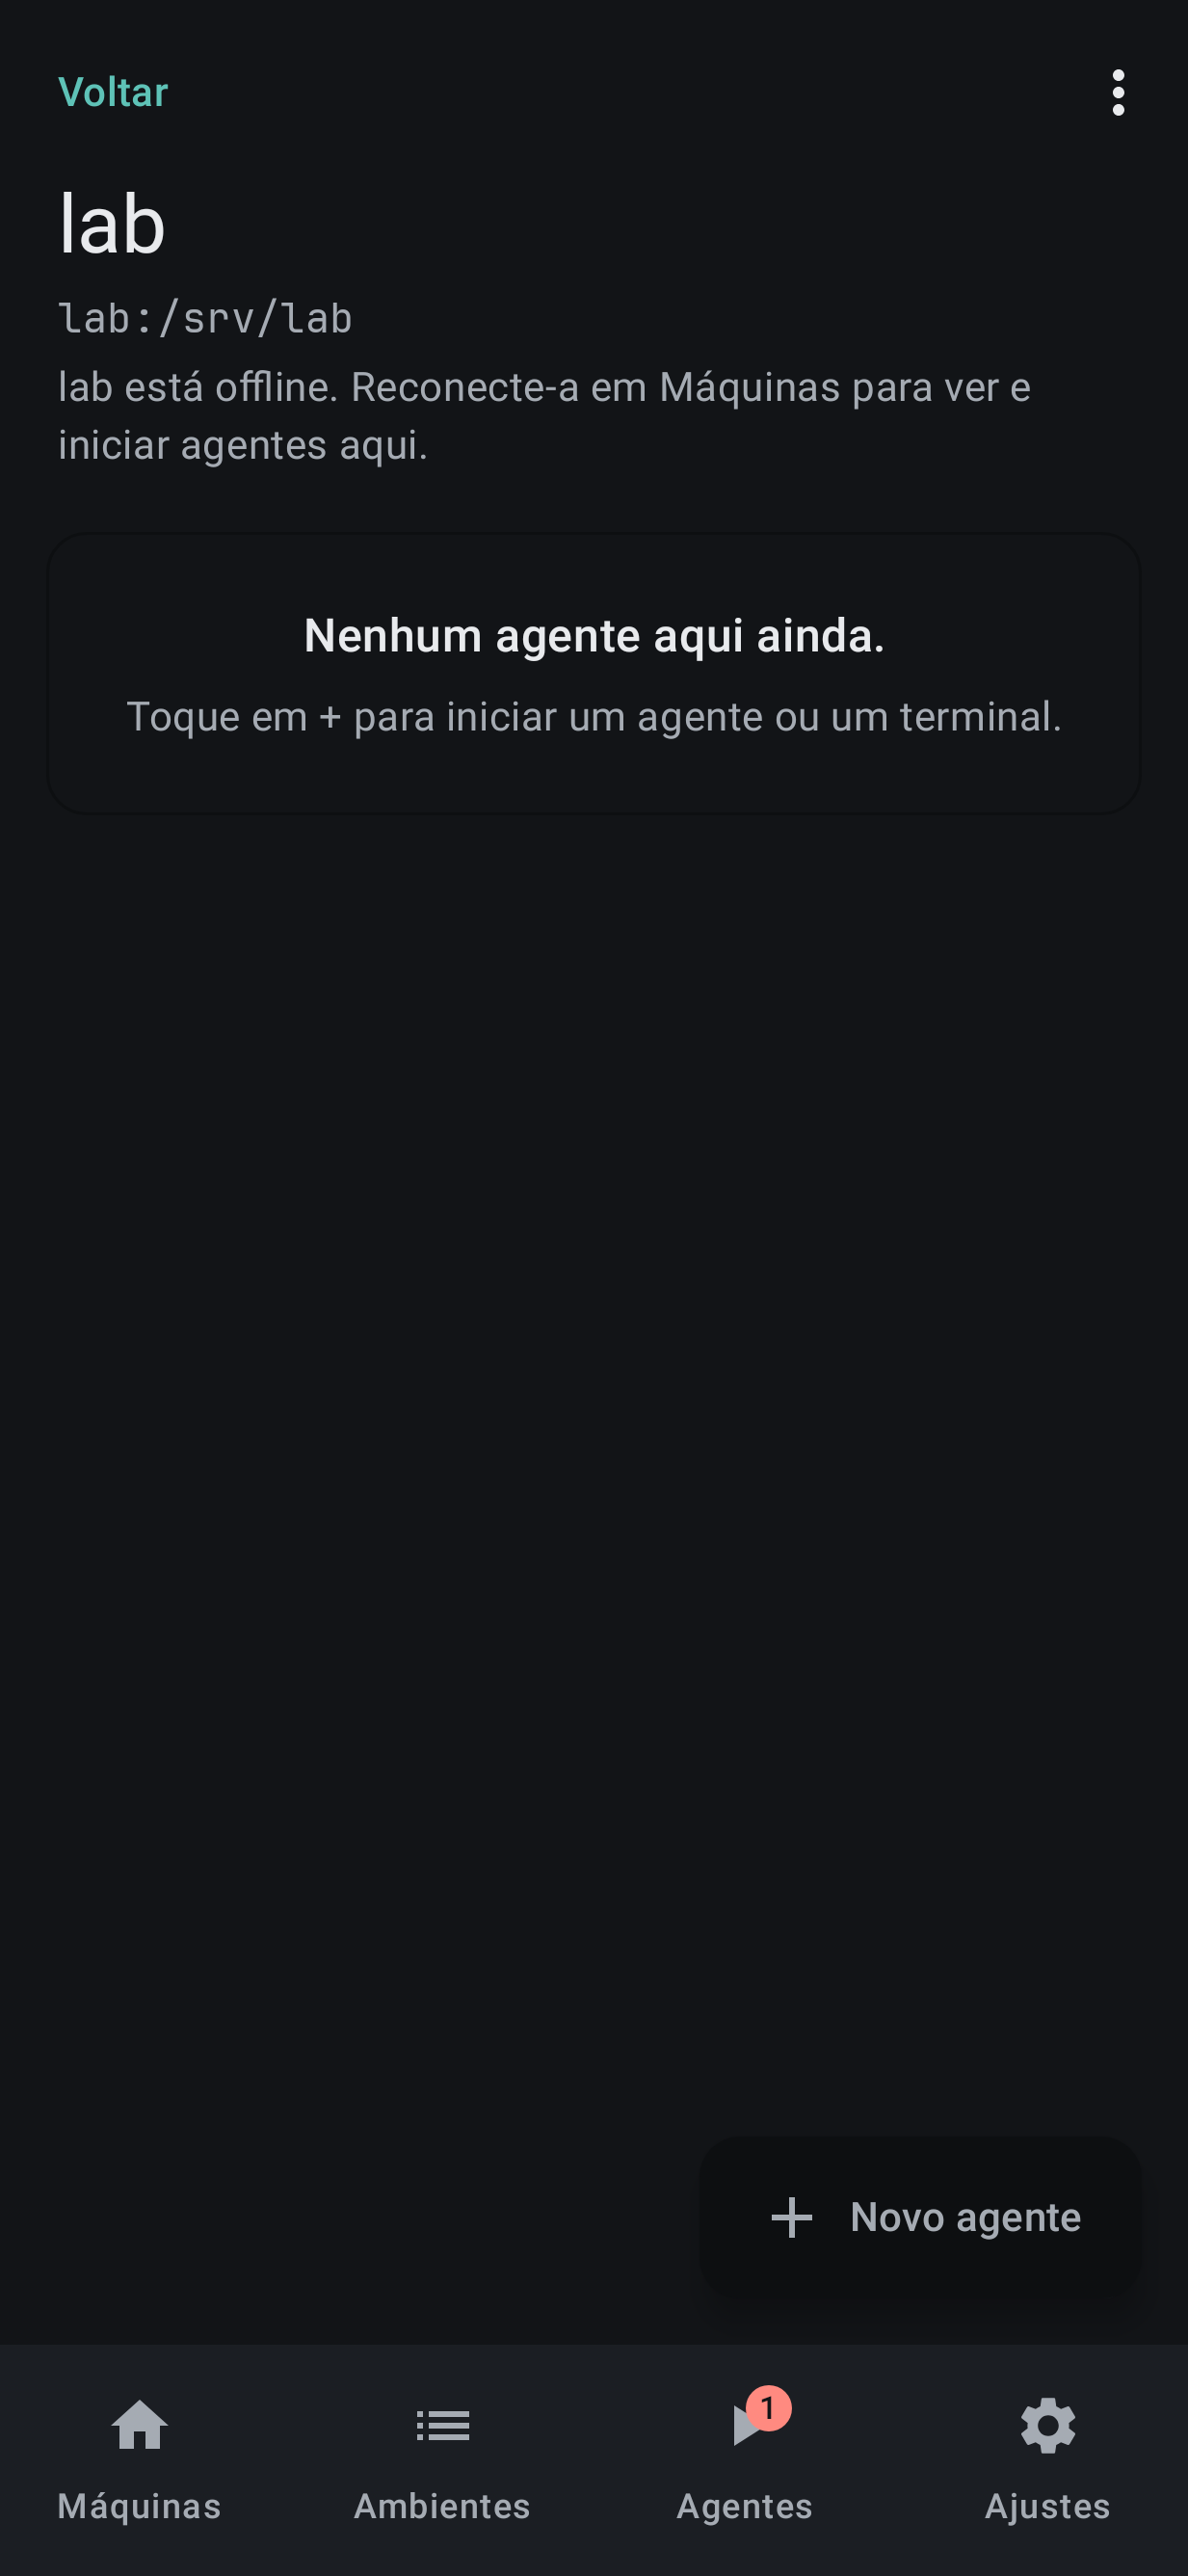 Voltar
lab
lab:/srv/lab
lab está offline. Reconecte-a em Máquinas para ver e
iniciar agentes aqui.
Nenhum agente aqui ainda.
Toque em + para iniciar um agente ou um terminal.
+ Novo agente
1
Máquinas
Ambientes
Agentes
Ajustes